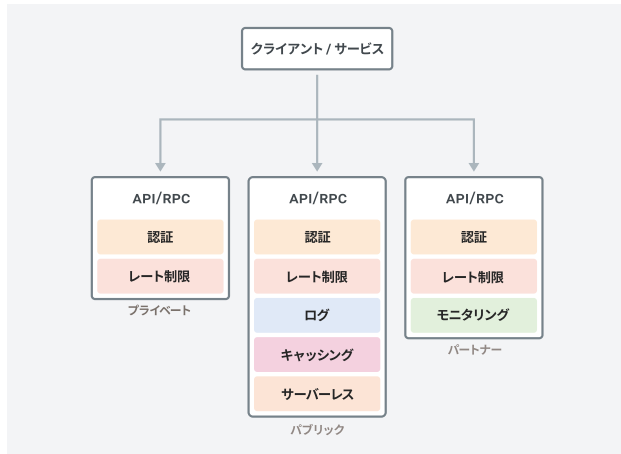 クライアント / サービス
API/RPC
認証
レート制限
プライベート
API/RPC
認証
レート制限
ログ
キャッシング
サーバーレス
パブリック
API/RPC
認証
レート制限
モニタリング
パートナー